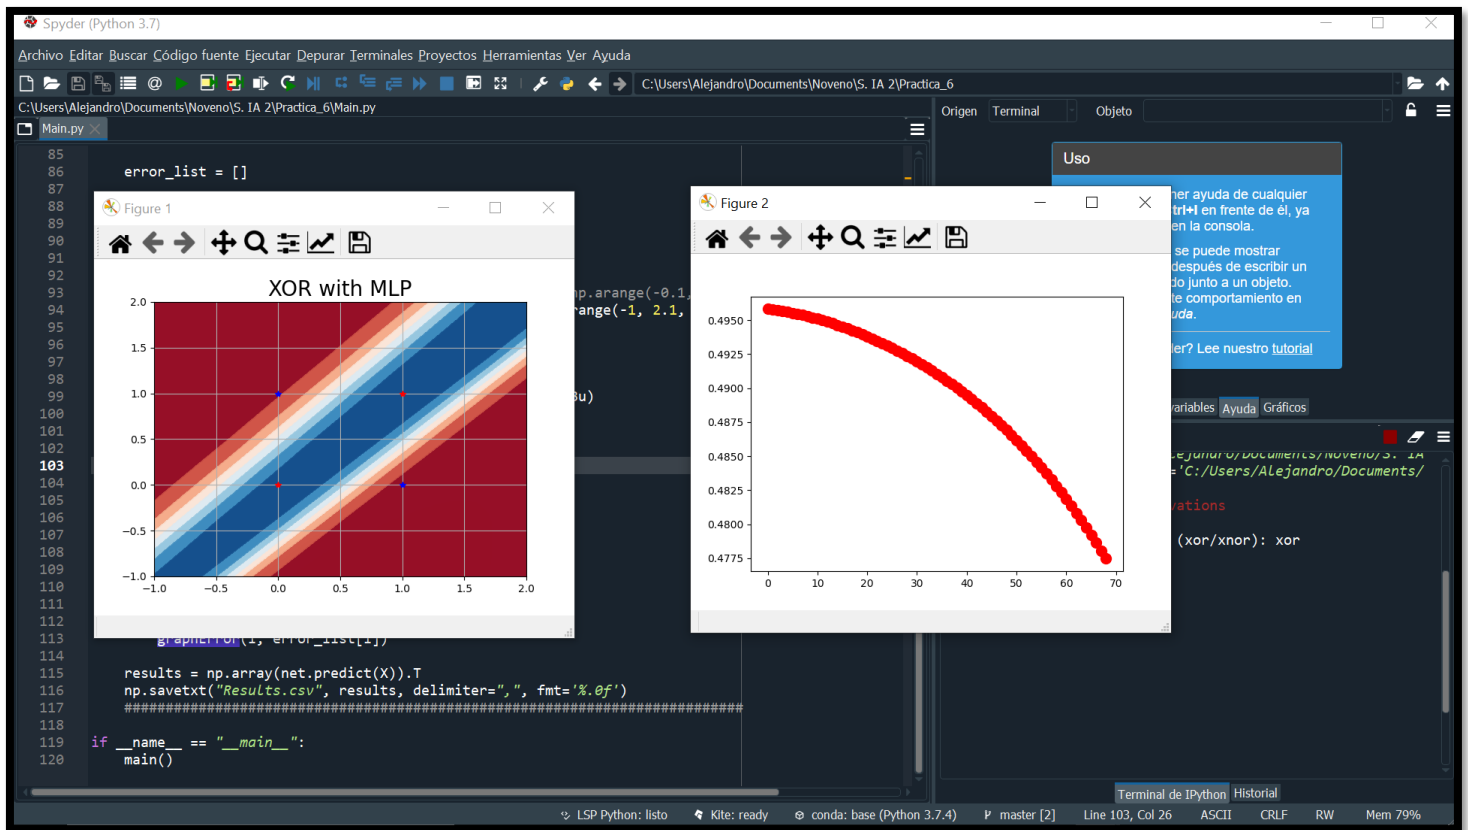 Spyder (Python 3.7)
Archivo Editar Buscar Código fuente Ejecutar Depurar Terminales Proyectos Herramientas Ver Ayuda
C:\Users\Alejandro\Documents\Noveno\S. IA 2\Practica_6
C:\Users\Alejandro\Documents\Noveno\S. IA 2\Practica_6\Main.py
Main.py
85
86 error_list = []
87
88
89
90
91
92
93 np.arange(-0.1,
94 range(-1, 2.1,
95
96
97
98
99 Bu)
100
101
102
103
104
105
106
107
108
109
110
111
112
113 graphError(i, error_list[i])
114
115 results = np.array(net.predict(X)).T
116 np.savetxt("Results.csv", results, delimiter=",", fmt='%.0f')
117 ###########################################################################
118
119 if __name__ == "__main__":
120 main()
Figure 1
XOR with MLP
2.0
1.5
1.0
0.5
0.0
−0.5
−1.0
−1.0 −0.5 0.0 0.5 1.0 1.5 2.0
Figure 2
0.4950
0.4925
0.4900
0.4875
0.4850
0.4825
0.4800
0.4775
0 10 20 30 40 50 60 70
Origen Terminal Objeto
Uso
ner ayuda de cualquier
trl+I en frente de él, ya
en la consola.
se puede mostrar
después de escribir un
do junto a un objeto.
te comportamiento en
uda.
er? Lee nuestro tutorial
variables Ayuda Gráficos
lejandro/Documents/Noveno/S. IA
='C:/Users/Alejandro/Documents/
ations
(xor/xnor): xor
Terminal de IPython Historial
LSP Python: listo Kite: ready conda: base (Python 3.7.4) master [2] Line 103, Col 26 ASCII CRLF RW Mem 79%